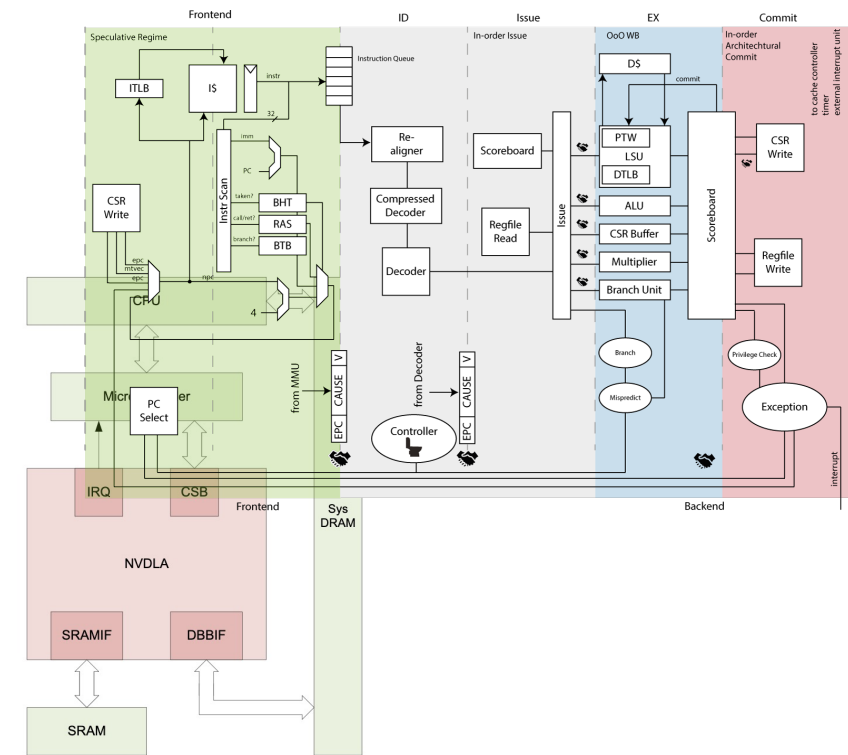 Frontend
ID
Issue
EX
Commit
Speculative Regime
In-order Issue
OoO WB
In-order
Architechtural
Commit
to cache controller
timer
external interrupt unit
ITLB
I$
instr
Instruction Queue
32
D$
commit
imm
PC
Instr Scan
Re-
aligner
Scoreboard
Issue
PTW
LSU
DTLB
Scoreboard
CSR
Write
CSR
Write
taken?
BHT
call/ret?
RAS
branch?
BTB
Compressed
Decoder
Regfile
Read
ALU
CSR Buffer
Multiplier
Branch Unit
Regfile
Write
epc
mtvec
epc
npc
Decoder
CPU
4
from MMU
EPC CAUSE V
from Decoder
EPC CAUSE V
Branch
Mispredict
Privilege Check
Exception
PC
Select
Controller
interrupt
IRQ
CSB
Frontend
Backend
Sys
DRAM
NVDLA
SRAMIF
DBBIF
SRAM